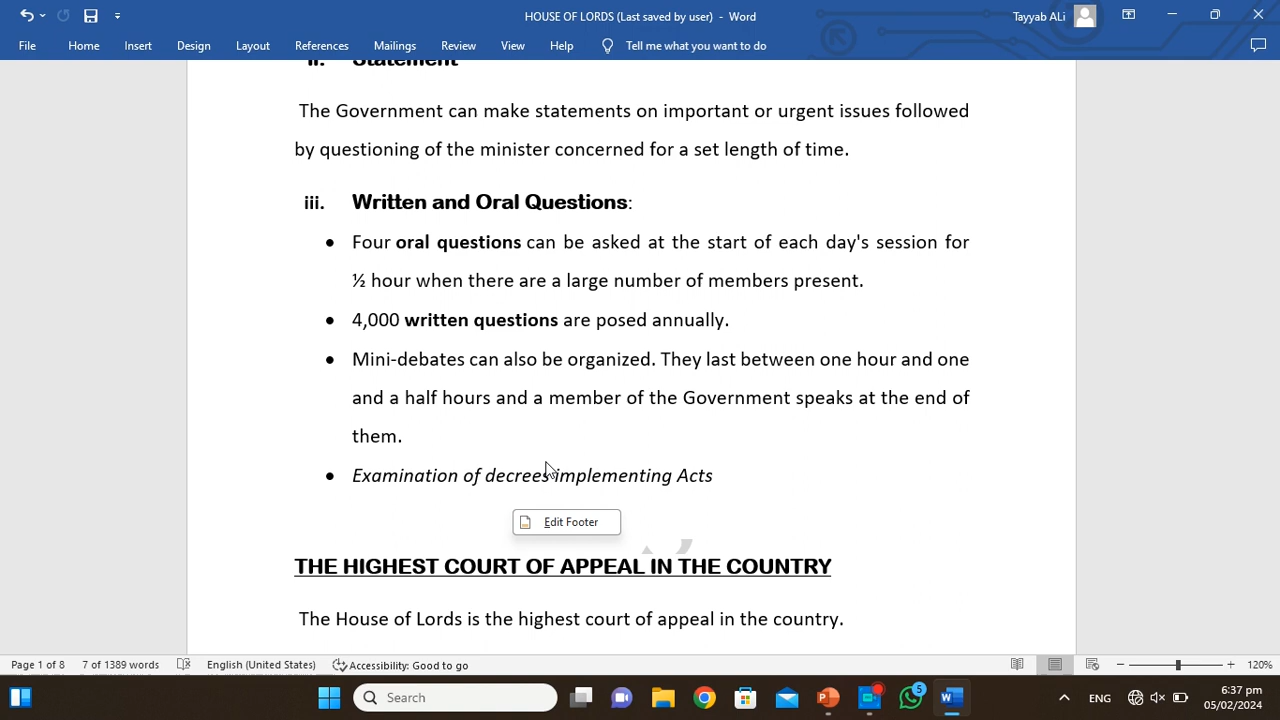 HOUSE OF LORDS (Last saved by user) - Word
Tayyab ALi
File Home Insert Design Layout References Mailings Review View Help Tell me what you want to do
ii. Statement
The Government can make statements on important or urgent issues followed
by questioning of the minister concerned for a set length of time.
iii. Written and Oral Questions:
• Four oral questions can be asked at the start of each day's session for
½ hour when there are a large number of members present.
• 4,000 written questions are posed annually.
• Mini-debates can also be organized. They last between one hour and one
and a half hours and a member of the Government speaks at the end of
them.
• Examination of decrees implementing Acts
Edit Footer
THE HIGHEST COURT OF APPEAL IN THE COUNTRY
The House of Lords is the highest court of appeal in the country.
Page 1 of 8 7 of 1389 words English (United States) Accessibility: Good to go 120%
Search 5 ENG 6:37 pm
05/02/2024